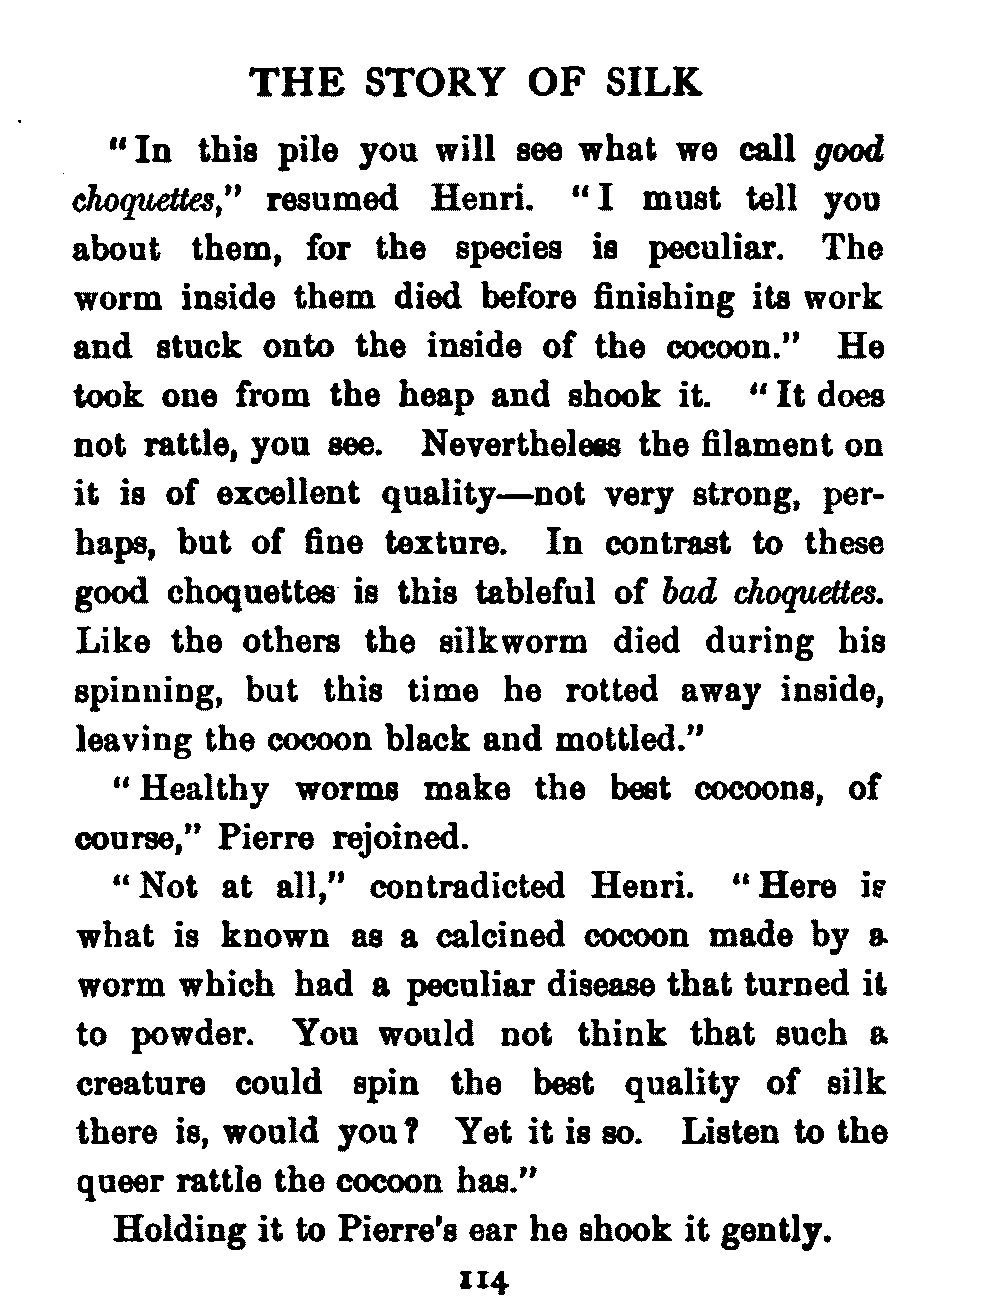 THE STORY OF SILK
"In this pile you will see what we call good
choquettes," resumed Henri. "I must tell you
about them, for the species is peculiar. The
worm inside them died before finishing its work
and stuck onto the inside of the cocoon." He
took one from the heap and shook it. "It does
not rattle, you see. Nevertheless the filament on
it is of excellent quality—not very strong, per-
haps, but of fine texture. In contrast to these
good choquettes is this tableful of bad choquettes.
Like the others the silkworm died during his
spinning, but this time he rotted away inside,
leaving the cocoon black and mottled."
"Healthy worms make the best cocoons, of
course," Pierre rejoined.
"Not at all," contradicted Henri. "Here is
what is known as a calcined cocoon made by a
worm which had a peculiar disease that turned it
to powder. You would not think that such a
creature could spin the best quality of silk
there is, would you? Yet it is so. Listen to the
queer rattle the cocoon has."
Holding it to Pierre's ear he shook it gently.
114